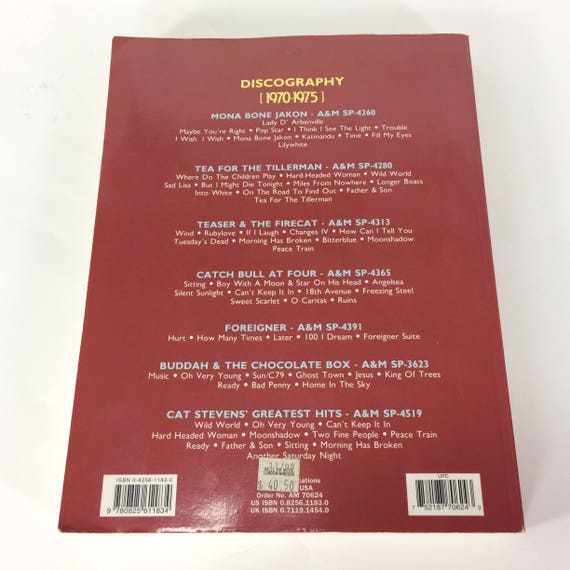 DISCOGRAPHY
[1970-1975]
MONA BONE JAKON - A&M SP-4260
Lady D' Arbanville
Maybe You're Right • Pop Star • I Think I See The Light • Trouble
I Wish, I Wish • Mona Bone Jakon • Katmandu • Time • Fill My Eyes
Lilywhite
TEA FOR THE TILLERMAN - A&M SP-4280
Where Do The Children Play • Hard-Headed Woman • Wild World
Sad Lisa • But I Might Die Tonight • Miles From Nowhere • Longer Boats
Into White • On The Road To Find Out • Father & Son
Tea For The Tillerman
TEASER & THE FIRECAT - A&M SP-4313
Wind • Rubylove • If I Laugh • Changes IV • How Can I Tell You
Tuesday's Dead • Morning Has Broken • Bitterblue • Moonshadow
Peace Train
CATCH BULL AT FOUR - A&M SP-4365
Sitting • Boy With A Moon & Star On His Head • Angelsea
Silent Sunlight • Can't Keep It In • 18th Avenue • Freezing Steel
Sweet Scarlet • O Caritas • Ruins
FOREIGNER - A&M SP-4391
Hurt • How Many Times • Later • 100 I Dream • Foreigner Suite
BUDDAH & THE CHOCOLATE BOX - A&M SP-3623
Music • Oh Very Young • Sun/C79 • Ghost Town • Jesus • King Of Trees
Ready • Bad Penny • Home In The Sky
CAT STEVENS' GREATEST HITS - A&M SP-4519
Wild World • Oh Very Young • Can't Keep It In
Hard Headed Woman • Moonshadow • Two Fine People • Peace Train
Ready • Father & Son • Sitting • Morning Has Broken
Another Saturday Night
$ 40.50
USA
Order No. AM 70624
US ISBN 0.8256.1183.0
UK ISBN 0.7119.1454.0
ISBN 0-8256-1183-0
9 780825 611834
UPC
7 52187 70624 3